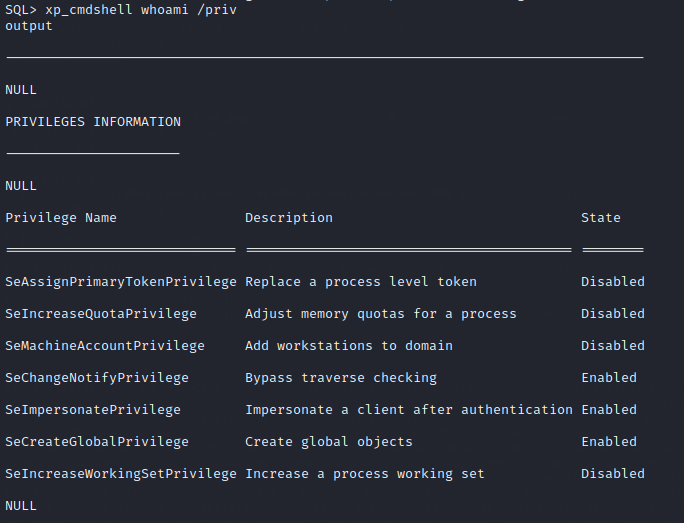 SQL> xp_cmdshell whoami /priv
output
--------------------------------------------------------------------------------
NULL
PRIVILEGES INFORMATION
----------------------
NULL
Privilege Name                Description                               State
============================= ========================================= ========
SeAssignPrimaryTokenPrivilege Replace a process level token             Disabled
SeIncreaseQuotaPrivilege      Adjust memory quotas for a process        Disabled
SeMachineAccountPrivilege     Add workstations to domain                Disabled
SeChangeNotifyPrivilege       Bypass traverse checking                  Enabled
SeImpersonatePrivilege        Impersonate a client after authentication Enabled
SeCreateGlobalPrivilege       Create global objects                     Enabled
SeIncreaseWorkingSetPrivilege Increase a process working set            Disabled
NULL